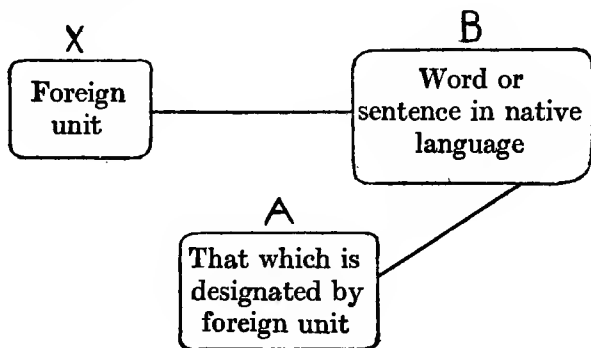 X
Foreign
unit
B
Word or
sentence in native
language
A
That which is
designated by
foreign unit